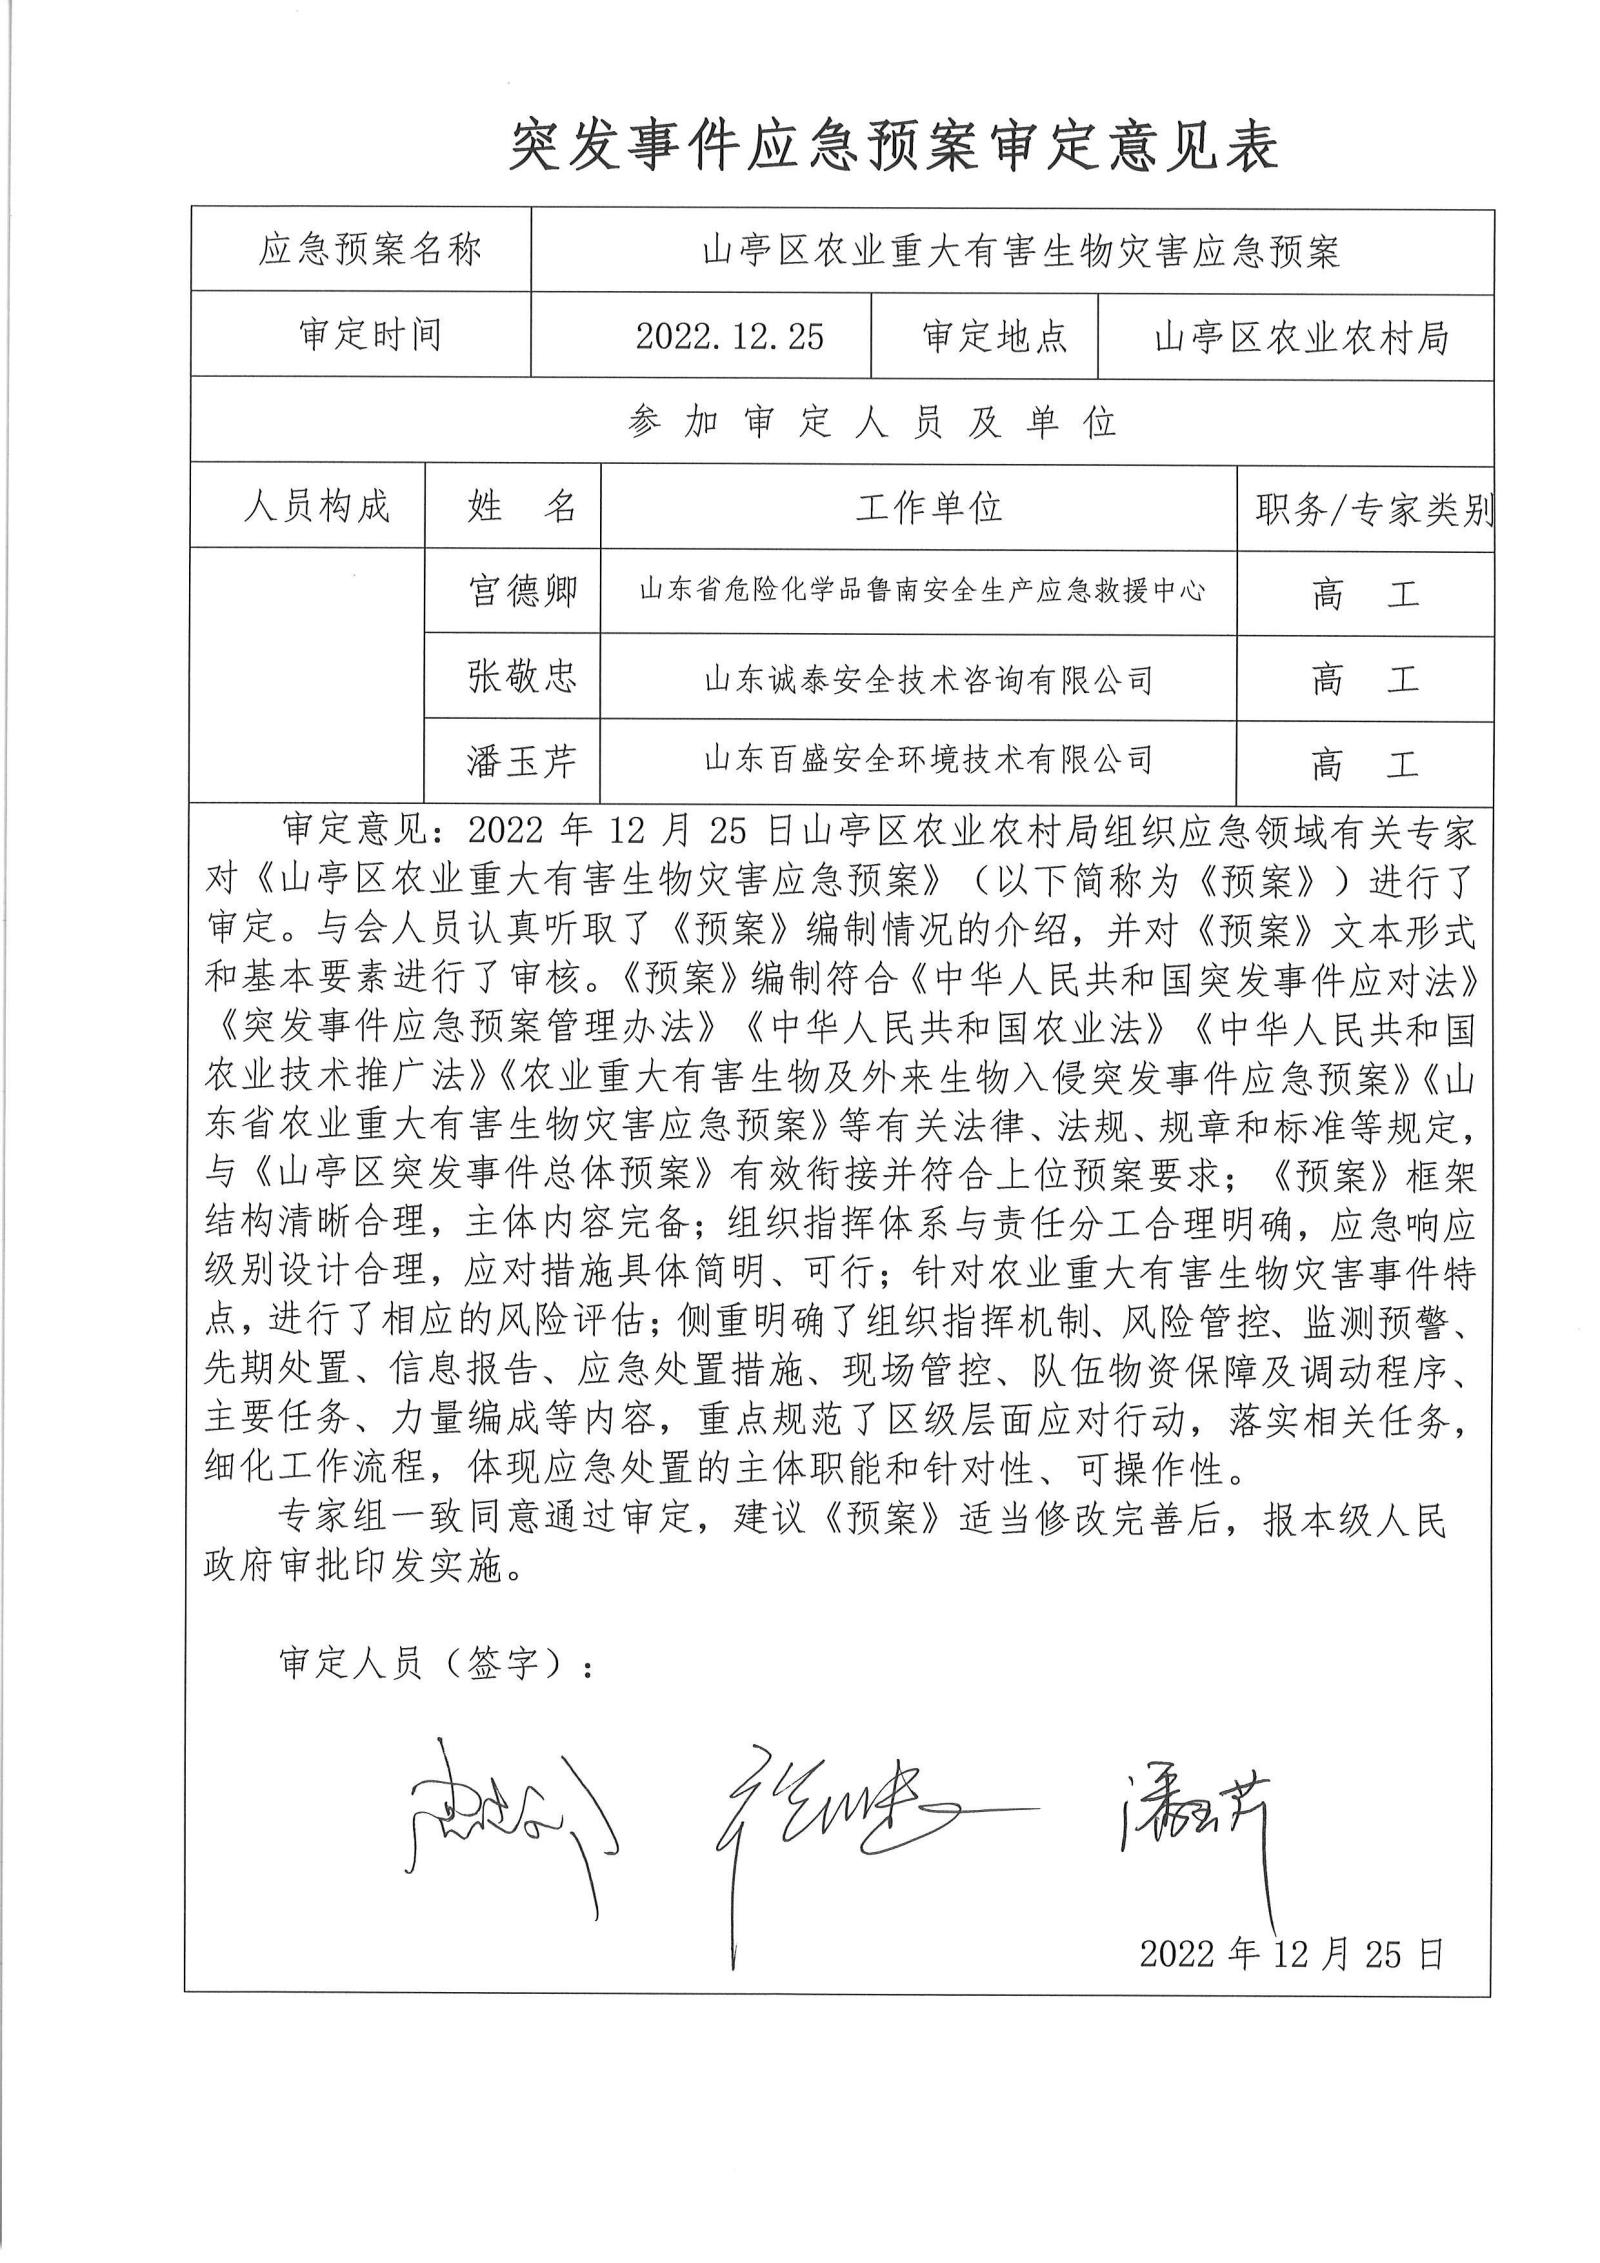 突发事件应急预案审定意见表
应急预案名称 山亭区农业重大有害生物灾害应急预案
审定时间 2022.12.25 审定地点 山亭区农业农村局
参加审定人员及单位
人员构成 姓 名 工作单位 职务/专家类别
宫德卿 山东省危险化学品鲁南安全生产应急救援中心 高 工
张敬忠 山东诚泰安全技术咨询有限公司 高 工
潘玉芹 山东百盛安全环境技术有限公司 高 工
审定意见：2022 年 12 月 25 日山亭区农业农村局组织应急领域有关专家
对《山亭区农业重大有害生物灾害应急预案》（以下简称为《预案》）进行了
审定。与会人员认真听取了《预案》编制情况的介绍，并对《预案》文本形式
和基本要素进行了审核。《预案》编制符合《中华人民共和国突发事件应对法》
《突发事件应急预案管理办法》《中华人民共和国农业法》《中华人民共和国
农业技术推广法》《农业重大有害生物及外来生物入侵突发事件应急预案》《山
东省农业重大有害生物灾害应急预案》等有关法律、法规、规章和标准等规定，
与《山亭区突发事件总体预案》有效衔接并符合上位预案要求；《预案》框架
结构清晰合理，主体内容完备；组织指挥体系与责任分工合理明确，应急响应
级别设计合理，应对措施具体简明、可行；针对农业重大有害生物灾害事件特
点，进行了相应的风险评估；侧重明确了组织指挥机制、风险管控、监测预警、
先期处置、信息报告、应急处置措施、现场管控、队伍物资保障及调动程序、
主要任务、力量编成等内容，重点规范了区级层面应对行动，落实相关任务，
细化工作流程，体现应急处置的主体职能和针对性、可操作性。
专家组一致同意通过审定，建议《预案》适当修改完善后，报本级人民
政府审批印发实施。
审定人员（签字）：
潘玉芹
2022 年 12 月 25 日